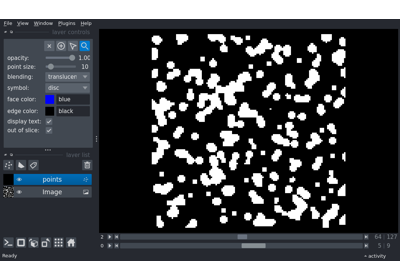 File View Window Plugins Help
layer controls
opacity: 1.00
point size: 10
blending: translucen
symbol: disc
face color: blue
edge color: black
display text:
out of slice:
layer list
points
Image
2 64 127
0 5 9
Ready activity